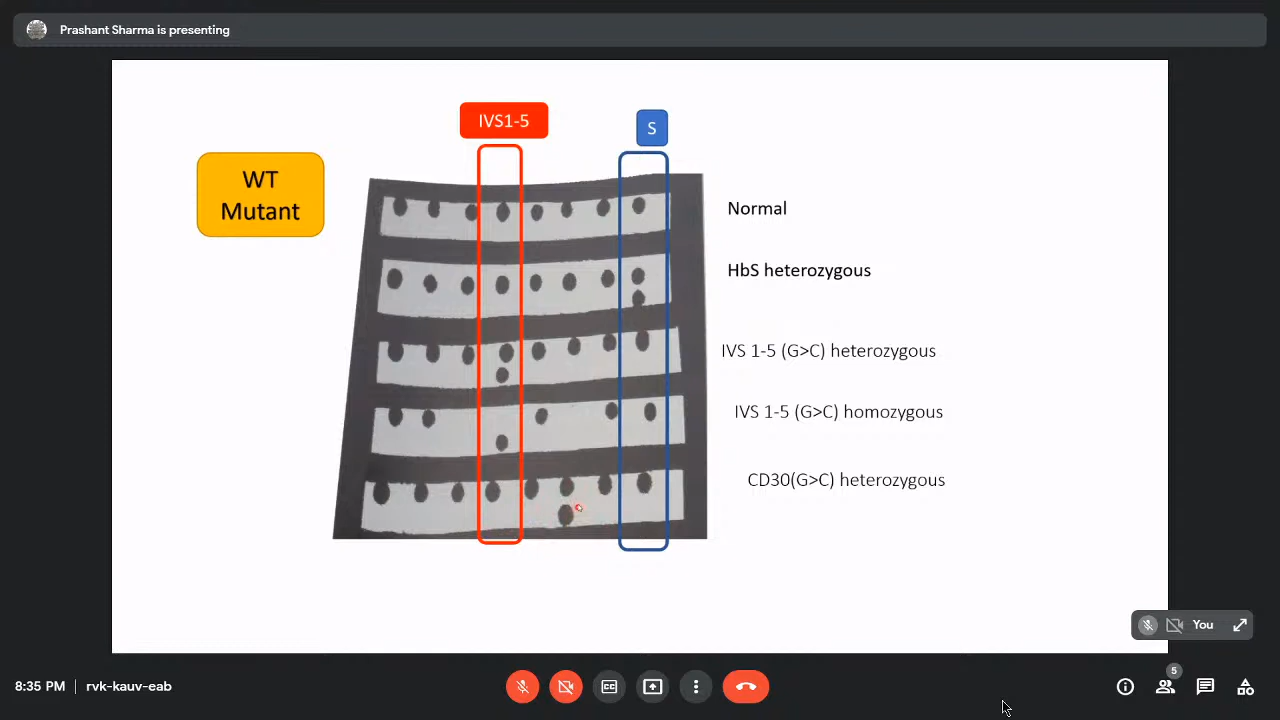 Prashant Sharma is presenting
IVS1-5
S
WT
Mutant
Normal
HbS heterozygous
IVS 1-5 (G>C) heterozygous
IVS 1-5 (G>C) homozygous
CD30(G>C) heterozygous
You
8:35 PM | rvk-kauv-eab
5